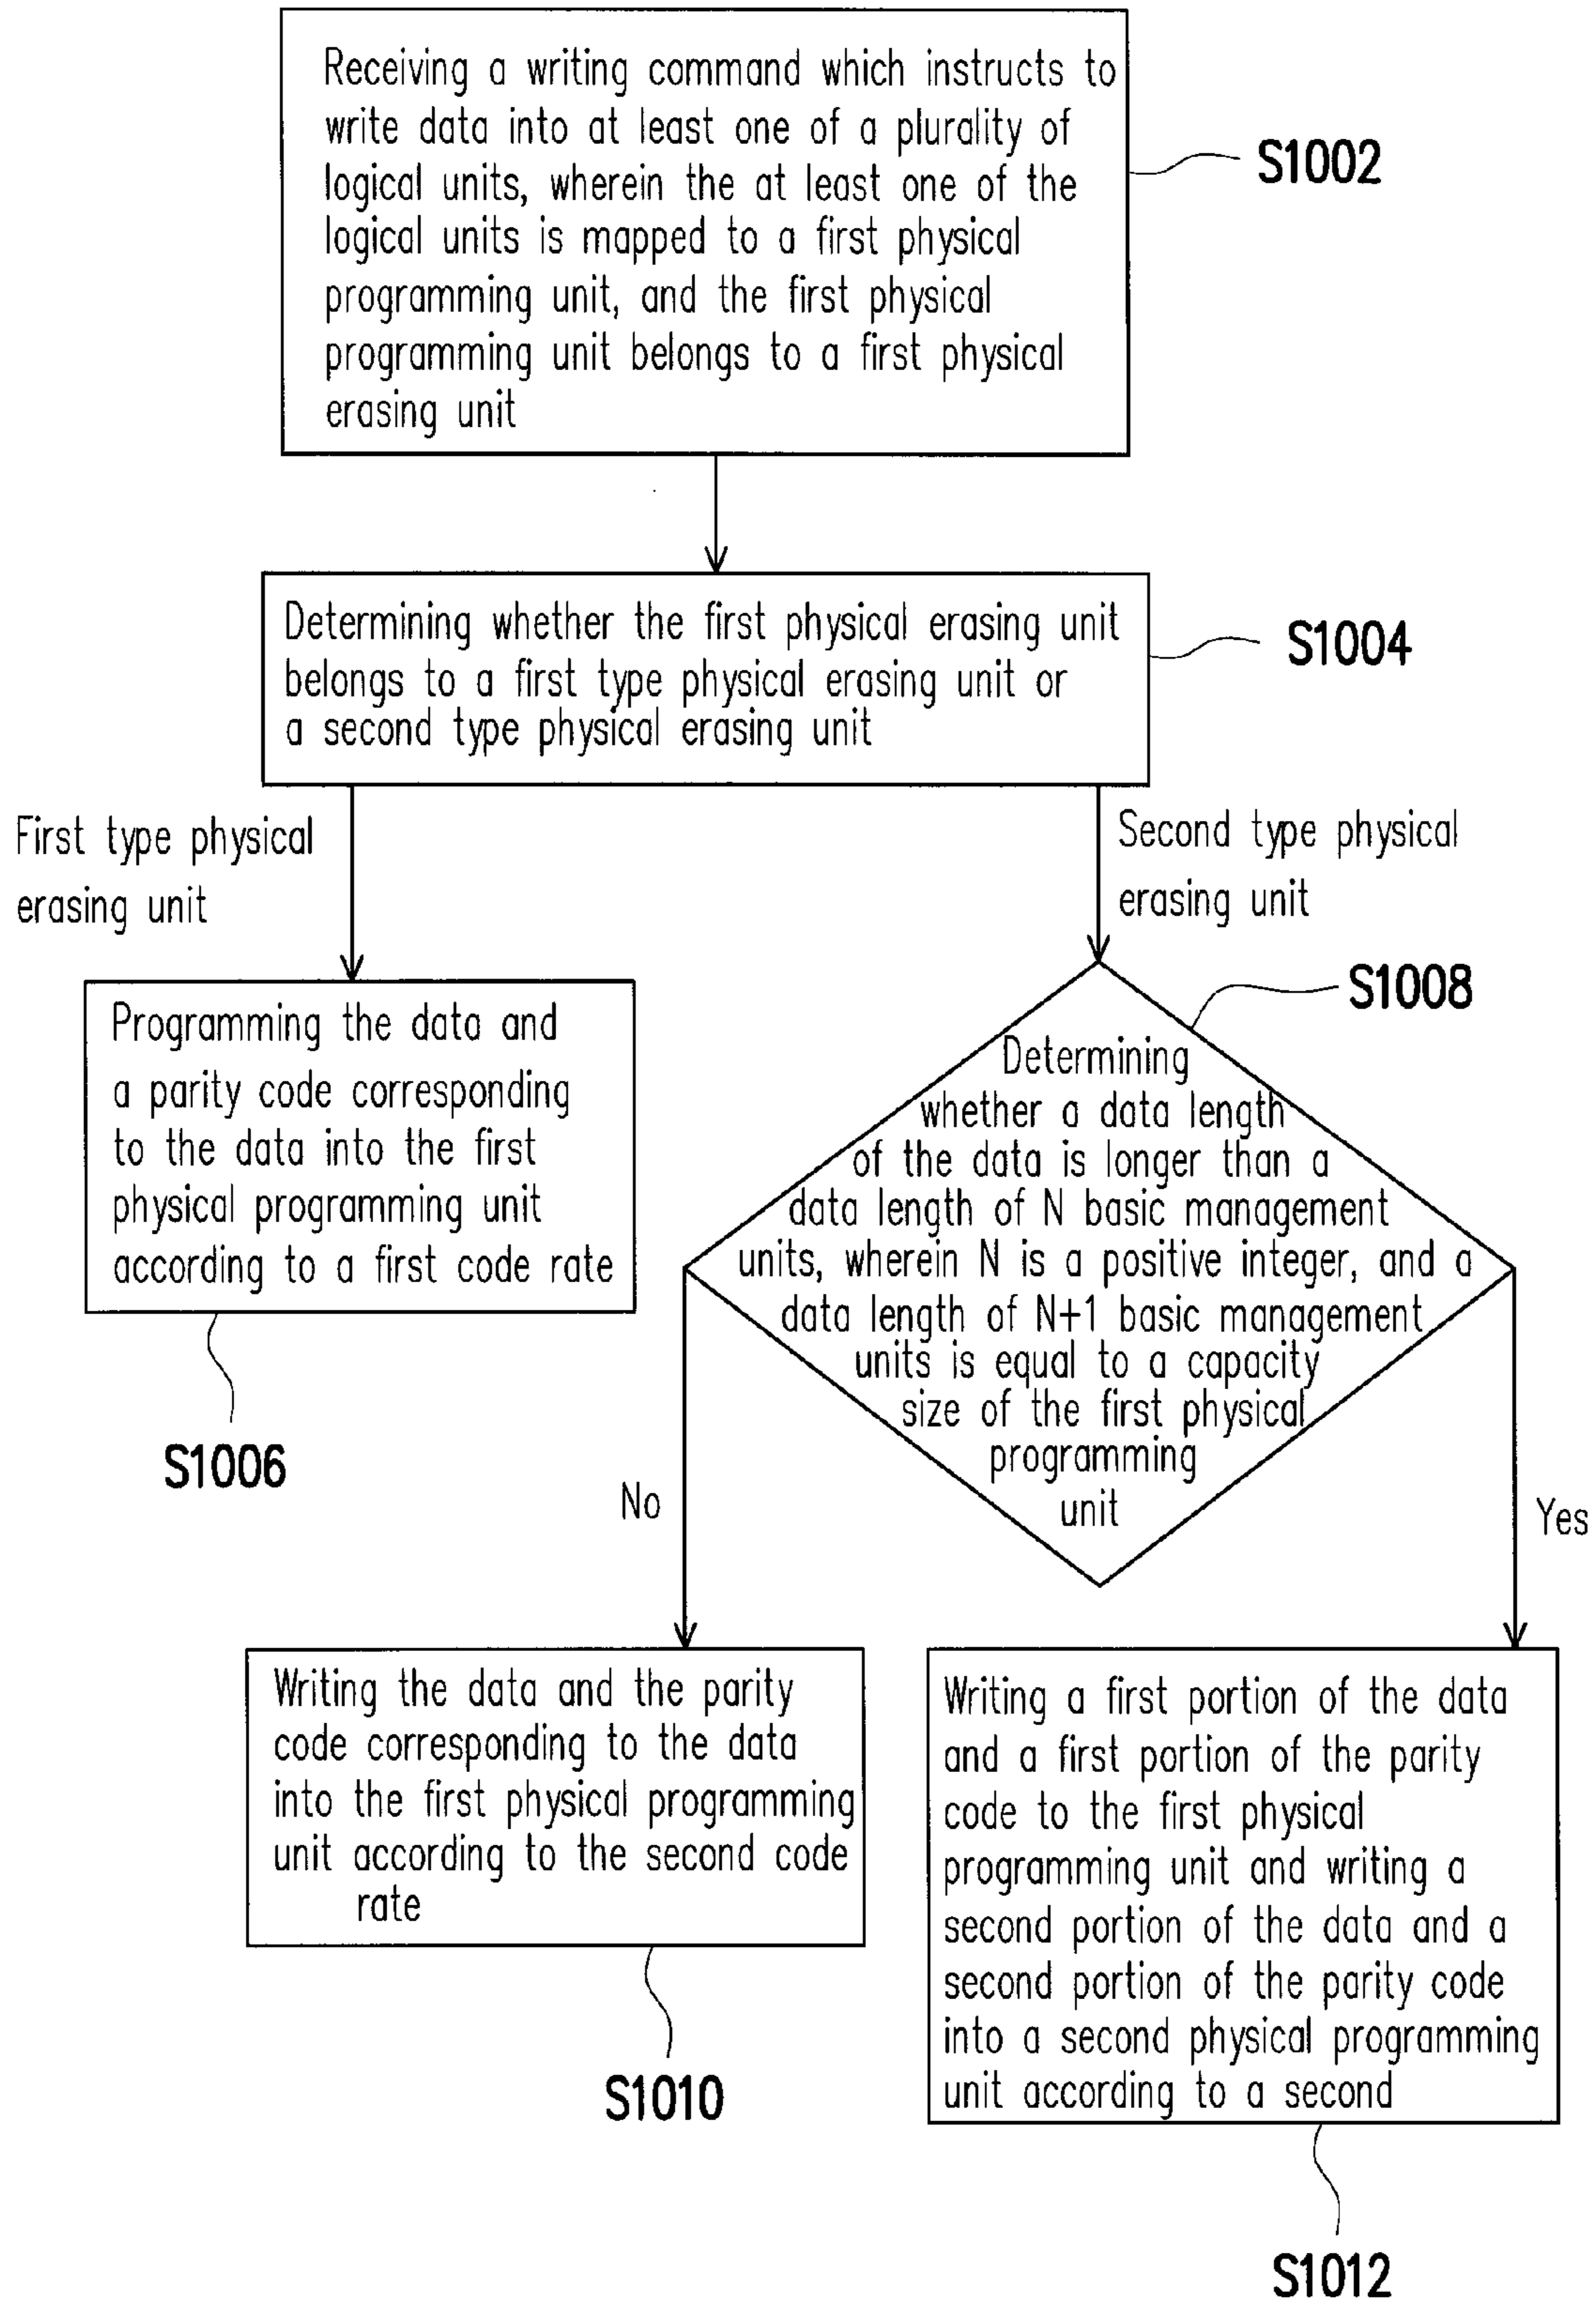 Receiving a writing command which instructs to
write data into at least one of a plurality of
logical units, wherein the at least one of the
logical units is mapped to a first physical
programming unit, and the first physical
programming unit belongs to a first physical
erasing unit
S1002
Determining whether the first physical erasing unit
belongs to a first type physical erasing unit or
a second type physical erasing unit
S1004
First type physical
erasing unit
Second type physical
erasing unit
Programming the data and
a parity code corresponding
to the data into the first
physical programming unit
according to a first code rate
S1006
S1008
Determining
whether a data length
of the data is longer than a
data length of N basic management
units, wherein N is a positive integer, and a
data length of N+1 basic management
units is equal to a capacity
size of the first physical
programming
unit
No
Yes
Writing the data and the parity
code corresponding to the data
into the first physical programming
unit according to the second code
rate
S1010
Writing a first portion of the data
and a first portion of the parity
code to the first physical
programming unit and writing a
second portion of the data and a
second portion of the parity code
into a second physical programming
unit according to a second
S1012